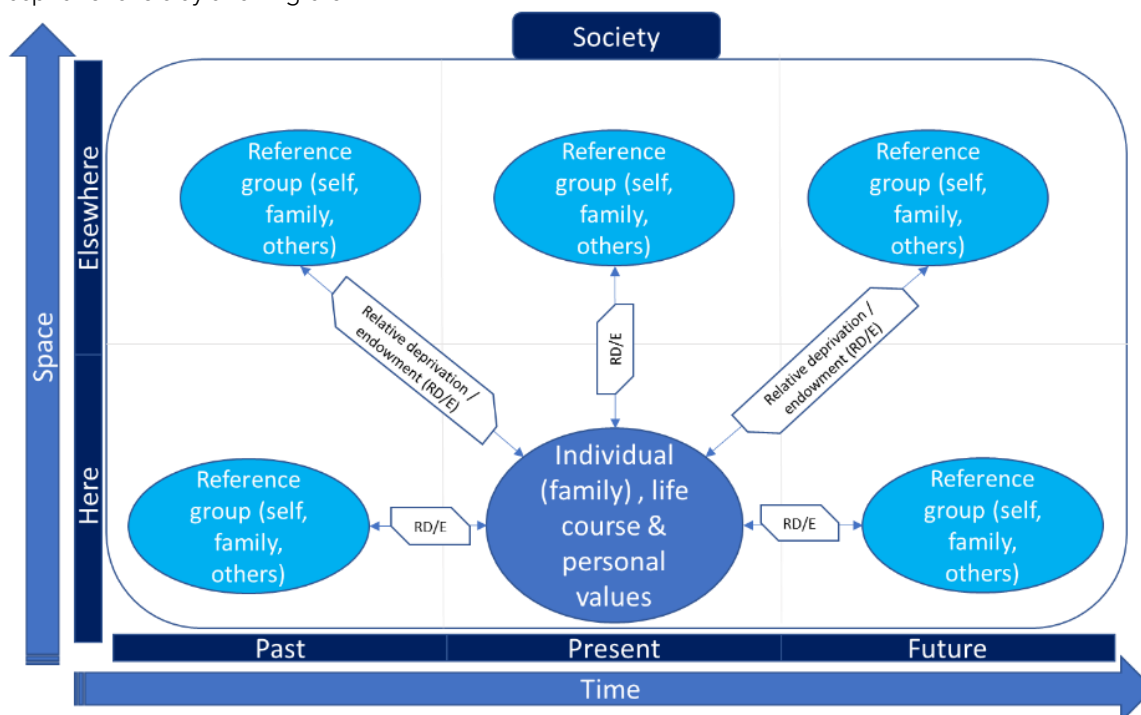 Society
Elsewhere
Here
Space
Reference
group (self,
family,
others)
Reference
group (self,
family,
others)
Reference
group (self,
family,
others)
Relative deprivation /
endowment (RD/E)
RD/E
Relative deprivation /
endowment (RD/E)
Reference
group (self,
family,
others)
RD/E
Individual
(family) , life
course &
personal
values
RD/E
Reference
group (self,
family,
others)
Past
Present
Future
Time